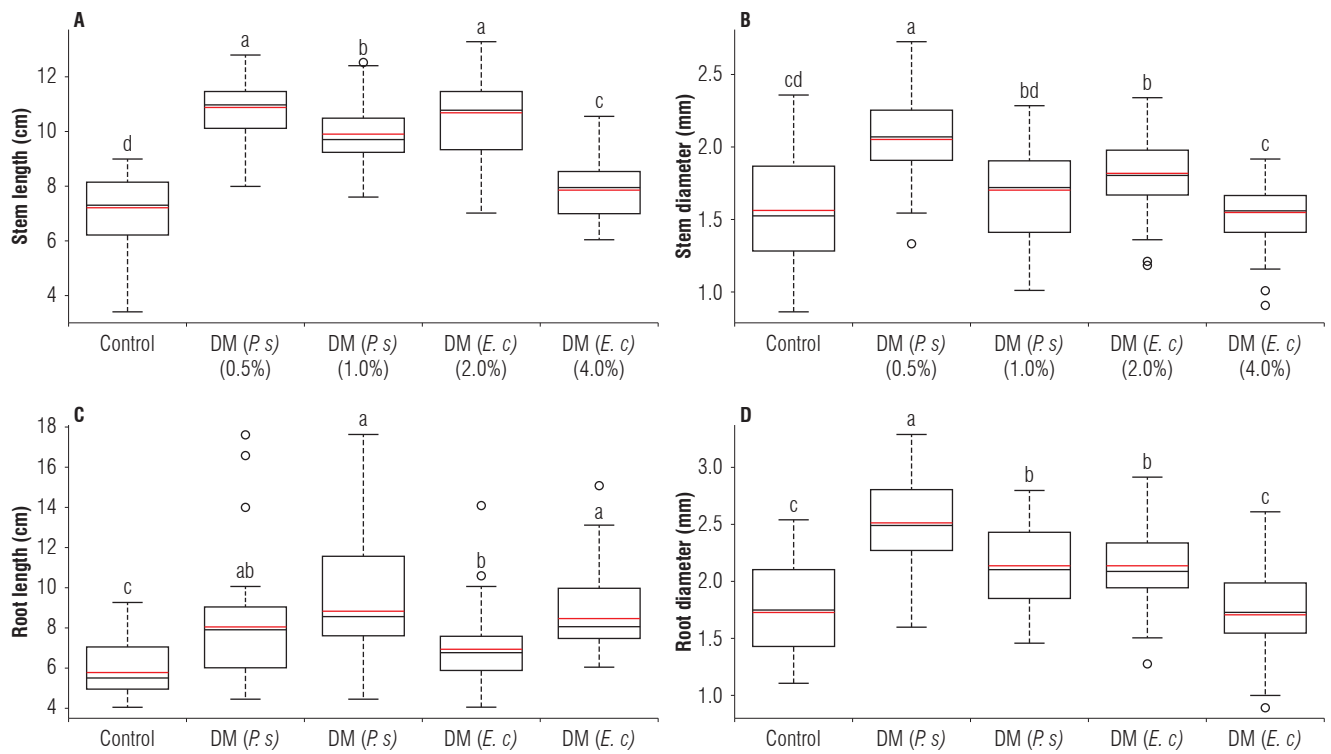 A
Stem length (cm)
12
10
8
6
4
d
a
b
a
c
Control
DM (P. s)
(0.5%)
DM (P. s)
(1.0%)
DM (E. c)
(2.0%)
DM (E. c)
(4.0%)
B
Stem diameter (mm)
2.5
2.0
1.5
1.0
cd
a
bd
b
c
Control
DM (P. s)
(0.5%)
DM (P. s)
(1.0%)
DM (E. c)
(2.0%)
DM (E. c)
(4.0%)
C
Root length (cm)
18
16
14
12
10
8
6
4
c
ab
a
b
a
Control
DM (P. s)
DM (P. s)
DM (E. c)
DM (E. c)
D
Root diameter (mm)
3.0
2.5
2.0
1.5
1.0
c
a
b
b
c
Control
DM (P. s)
DM (P. s)
DM (E. c)
DM (E. c)